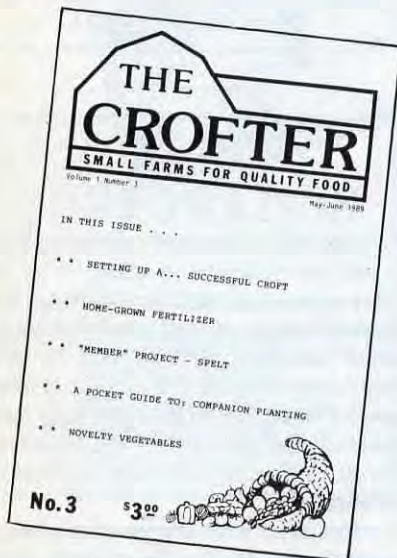 THE
CROFTER
SMALL FARMS FOR QUALITY FOOD
Volume 1 Number 3
May-June 1989
IN THIS ISSUE . . .
* * SETTING UP A... SUCCESSFUL CROFT
* * HOME-GROWN FERTILIZER
* * "MEMBER" PROJECT - SPELT
* * A POCKET GUIDE TO; COMPANION PLANTING
* * NOVELTY VEGETABLES
No.3 $3.00